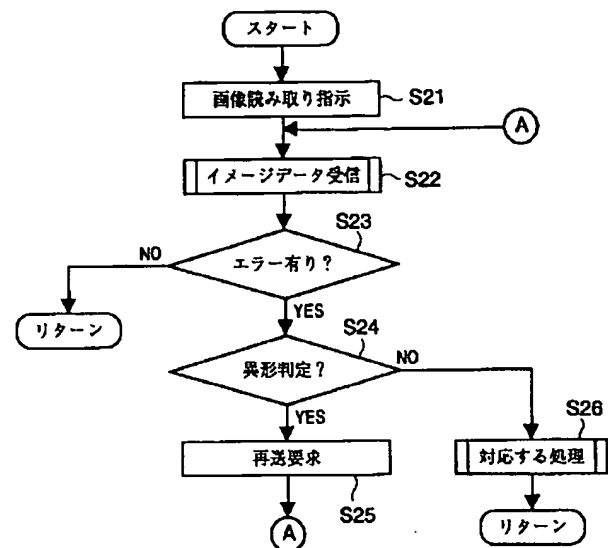 スタート
画像読み取り指示
S21
A
イメージデータ受信
S22
S23
エラー有り?
NO
リターン
YES
S24
異形判定?
NO
YES
S26
再送要求
対応する処理
S25
A
リターン